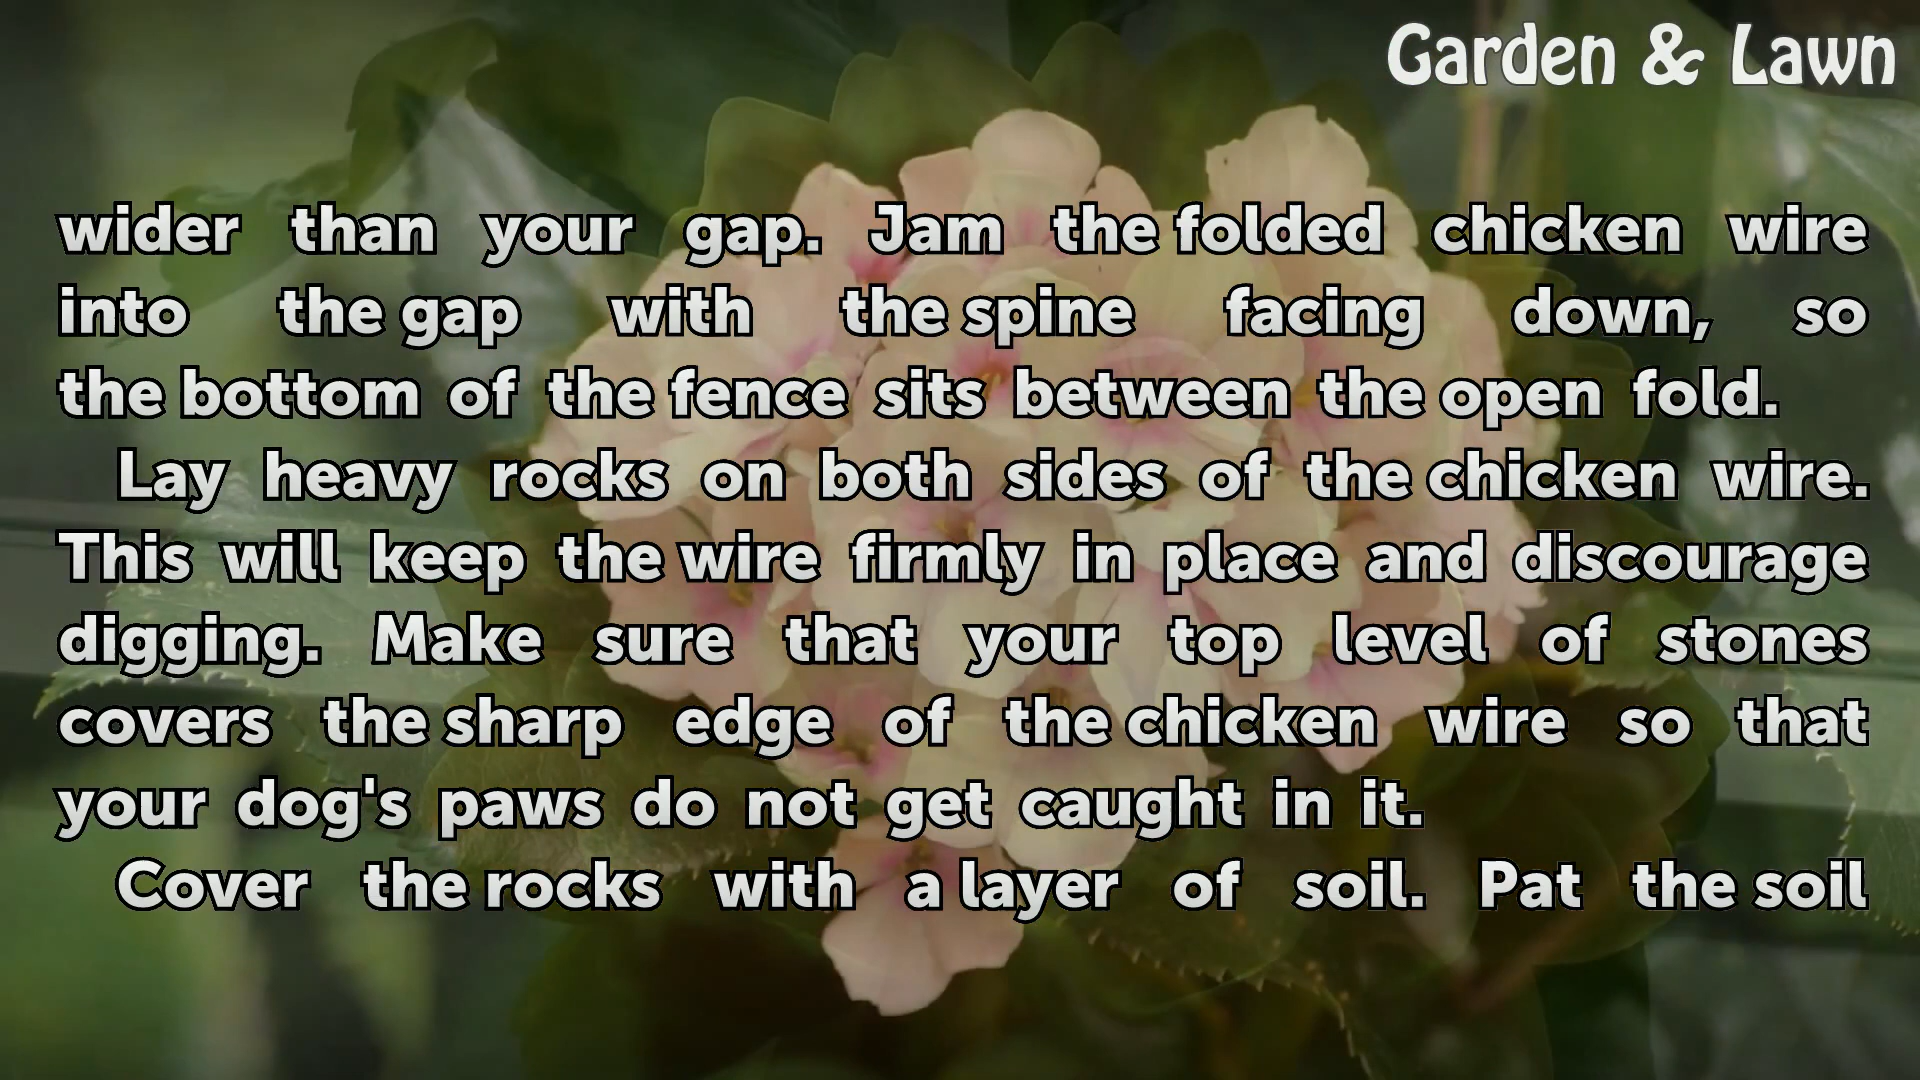 Garden & Lawn
wider than your gap. Jam the folded chicken wire
into the gap with the spine facing down, so
the bottom of the fence sits between the open fold.
Lay heavy rocks on both sides of the chicken wire.
This will keep the wire firmly in place and discourage
digging. Make sure that your top level of stones
covers the sharp edge of the chicken wire so that
your dog's paws do not get caught in it.
Cover the rocks with a layer of soil. Pat the soil